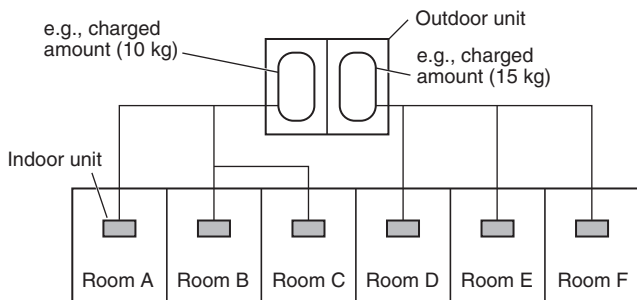 Outdoor unit
e.g., charged
amount (10 kg)
e.g., charged
amount (15 kg)
Indoor unit
Room A Room B Room C Room D Room E Room F